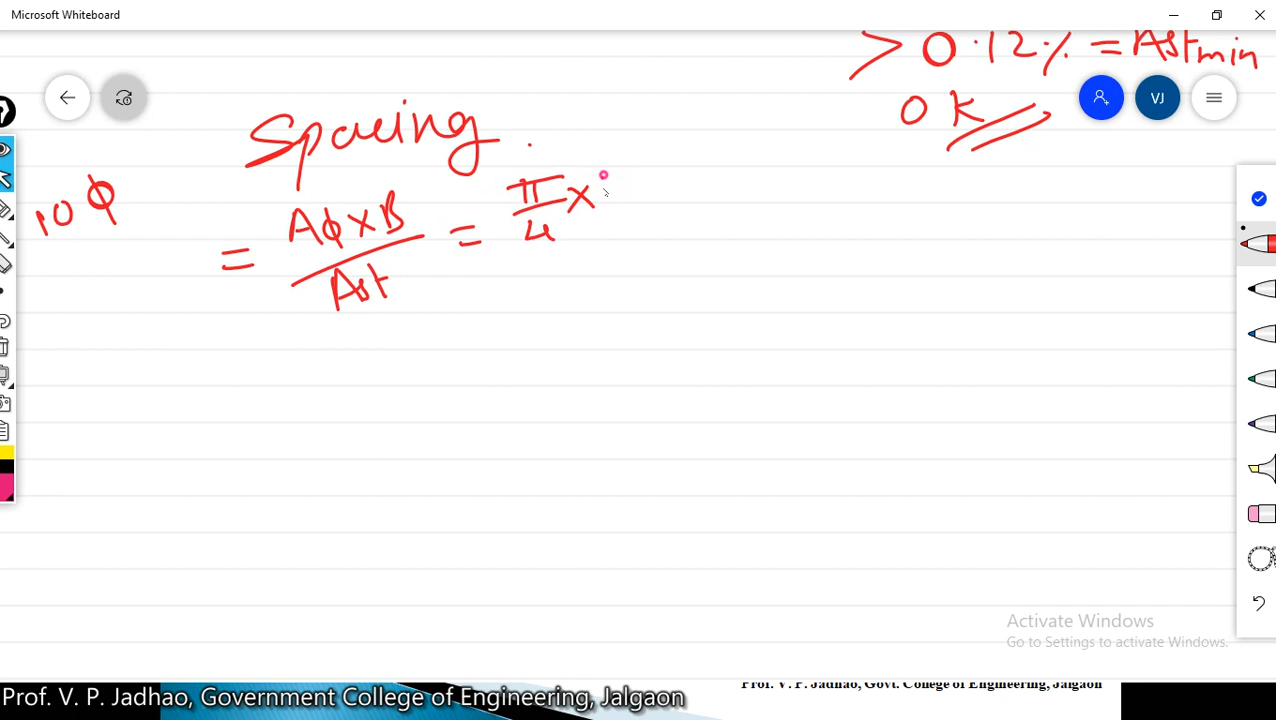 Microsoft Whiteboard
> 0.12% = Astmin
OK
VJ
Spacing.
10 ϕ
= Aϕ×B / Ast = π/4 ×
Activate Windows
Go to Settings to activate Windows.
Prof. V. P. Jadhao, Government College of Engineering, Jalgaon
Prof. V. P. Jadhao, Govt. College of Engineering, Jalgaon